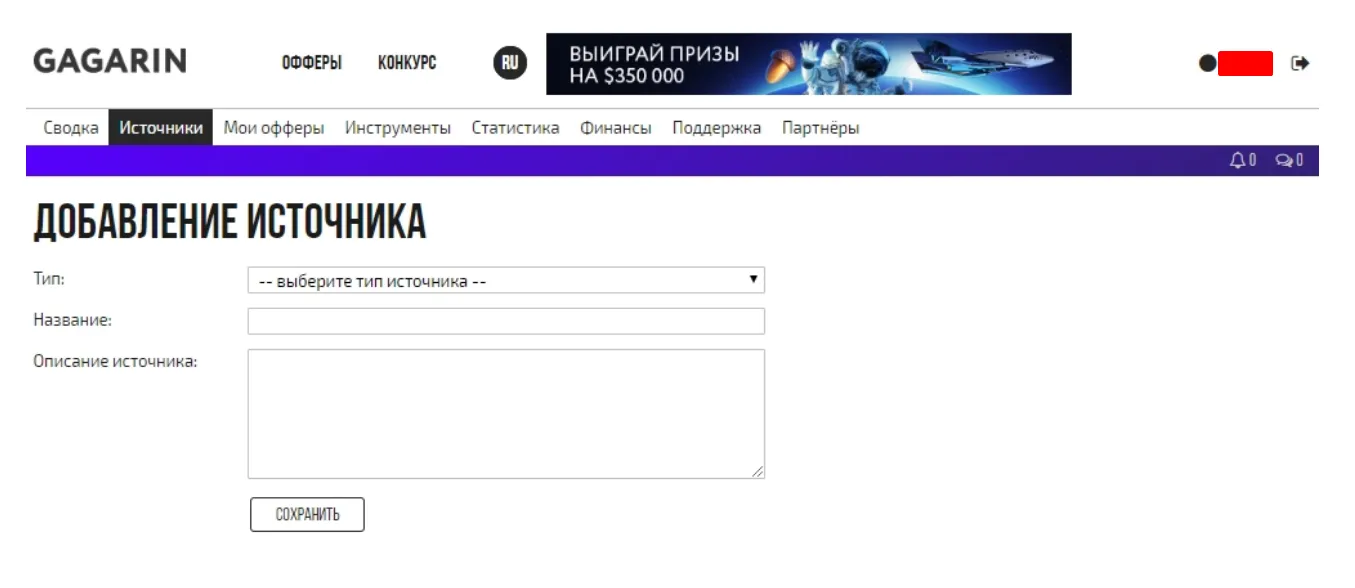 GAGARIN
ОФФЕРЫ КОНКУРС RU
ВЫИГРАЙ ПРИЗЫ
НА $350 000
Сводка Источники Мои офферы Инструменты Статистика Финансы Поддержка Партнёры
0 0
ДОБАВЛЕНИЕ ИСТОЧНИКА
Тип: -- выберите тип источника --
Название:
Описание источника:
СОХРАНИТЬ